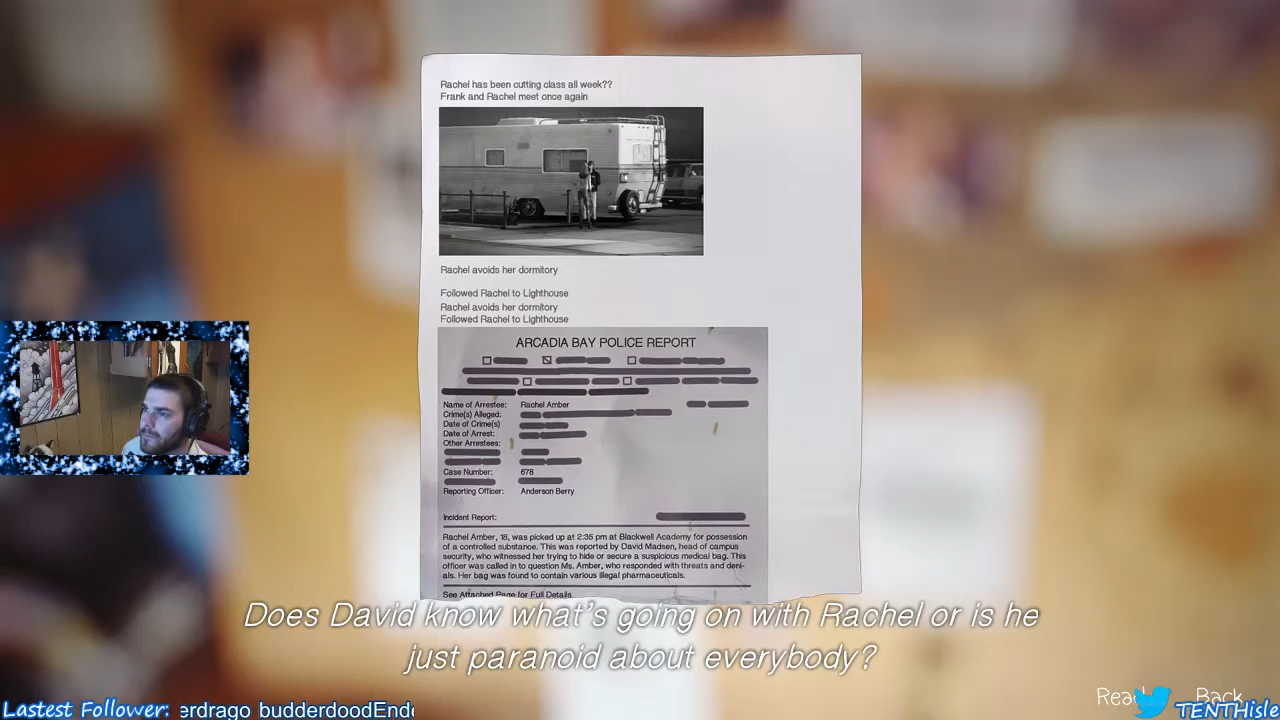 Rachel has been cutting class all week??
Frank and Rachel meet once again
Rachel avoids her dormitory
Followed Rachel to Lighthouse
Rachel avoids her dormitory
Followed Rachel to Lighthouse
ARCADIA BAY POLICE REPORT
Name of Arrestee: Rachel Amber
Crime(s) Alleged:
Date of Crime(s)
Date of Arrest:
Other Arrestees:
Case Number: 678
Reporting Officer: Anderson Berry
Incident Report:
Rachel Amber, 18, was picked up at 2:35 pm at Blackwell Academy for possession
of a controlled substance. This was reported by David Madsen, head of campus
security, who witnessed her trying to hide or secure a suspicious medical bag. This
officer was called in to question Ms. Amber, who responded with threats and deni-
als. Her bag was found to contain various illegal pharmaceuticals.
See Attached Page for Full Details
Does David know what's going on with Rachel or is he
just paranoid about everybody?
Read Back
Lastest Follower: erdrago budderdoodEnde
TENTHisle